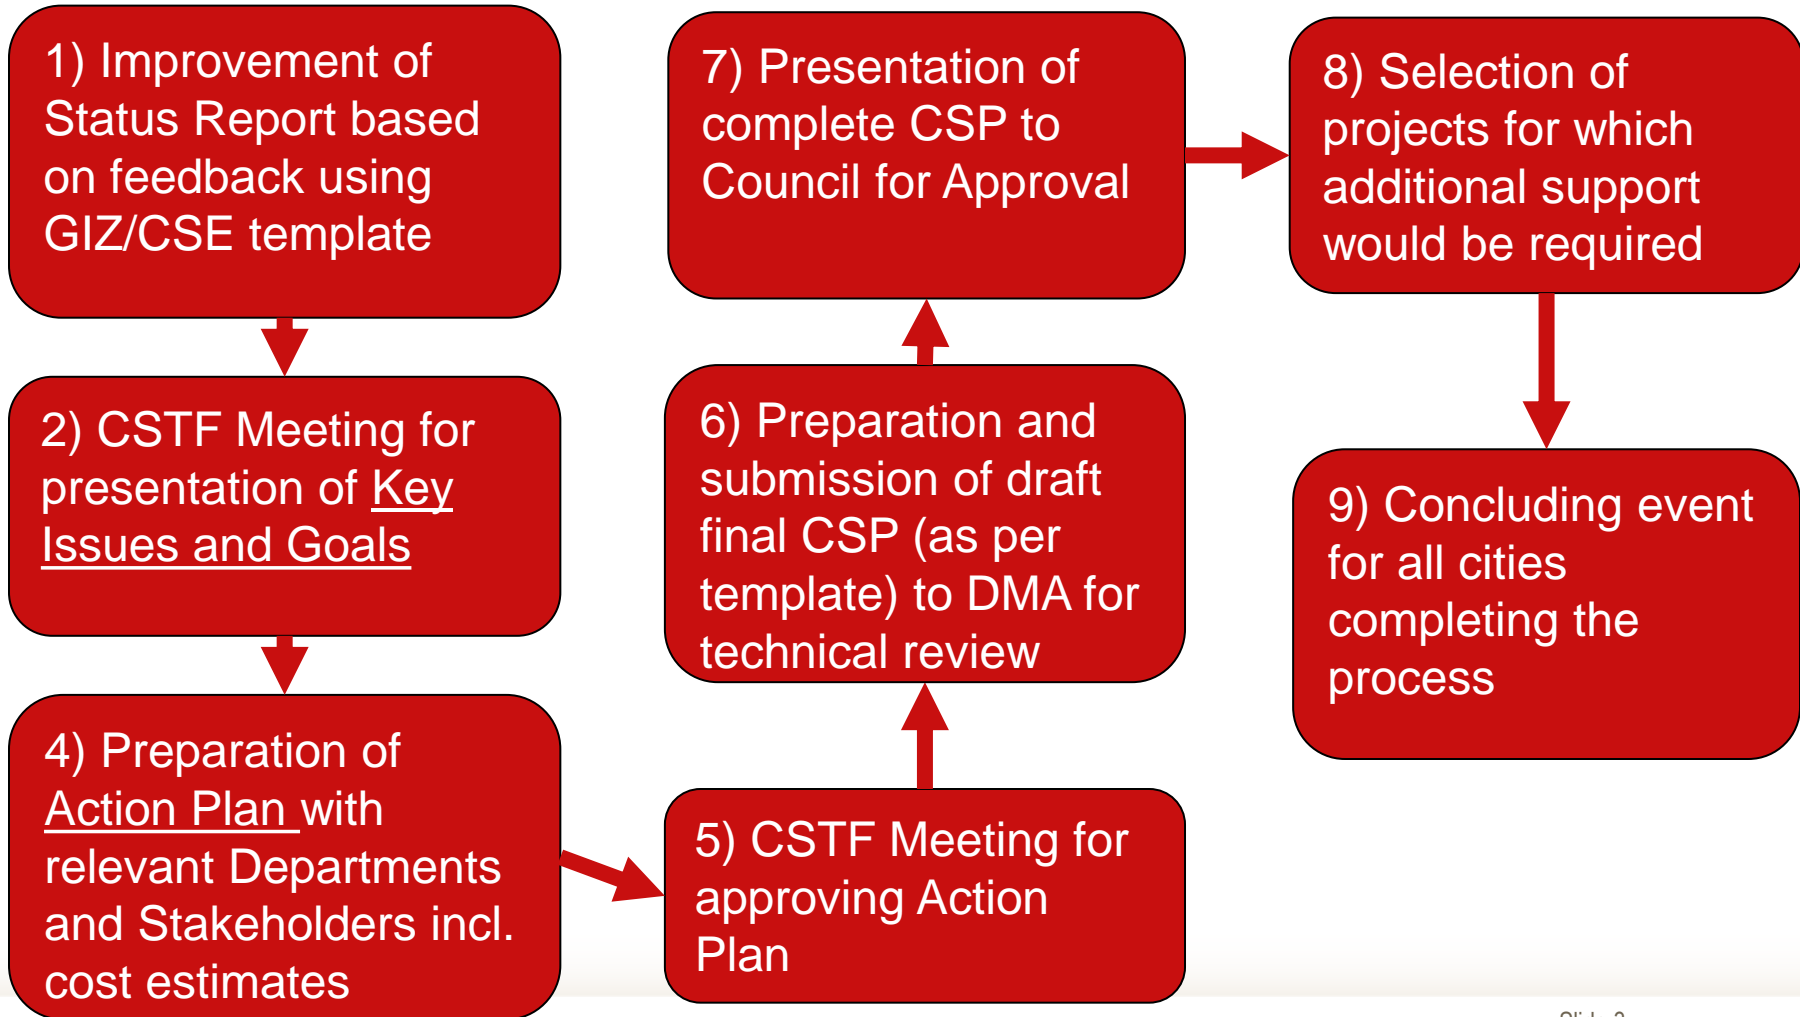 1) Improvement of
Status Report based
on feedback using
GIZ/CSE template
2) CSTF Meeting for
presentation of Key
Issues and Goals
4) Preparation of
Action Plan with
relevant Departments
and Stakeholders incl.
cost estimates
5) CSTF Meeting for
approving Action
Plan
6) Preparation and
submission of draft
final CSP (as per
template) to DMA for
technical review
7) Presentation of
complete CSP to
Council for Approval
8) Selection of
projects for which
additional support
would be required
9) Concluding event
for all cities
completing the
process